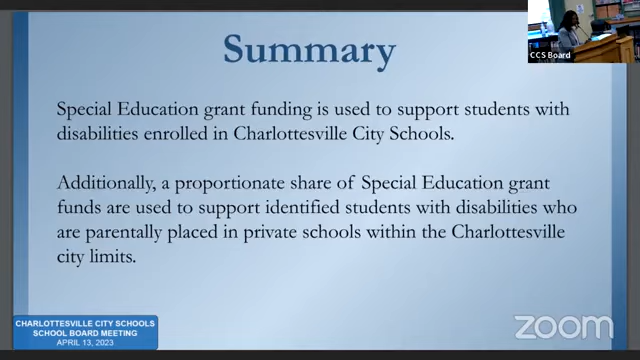 Summary
CCS Board
Special Education grant funding is used to support students with
disabilities enrolled in Charlottesville City Schools.
Additionally, a proportionate share of Special Education grant
funds are used to support identified students with disabilities who
are parentally placed in private schools within the Charlottesville
city limits.
CHARLOTTESVILLE CITY SCHOOLS
SCHOOL BOARD MEETING
APRIL 13, 2023
zoom